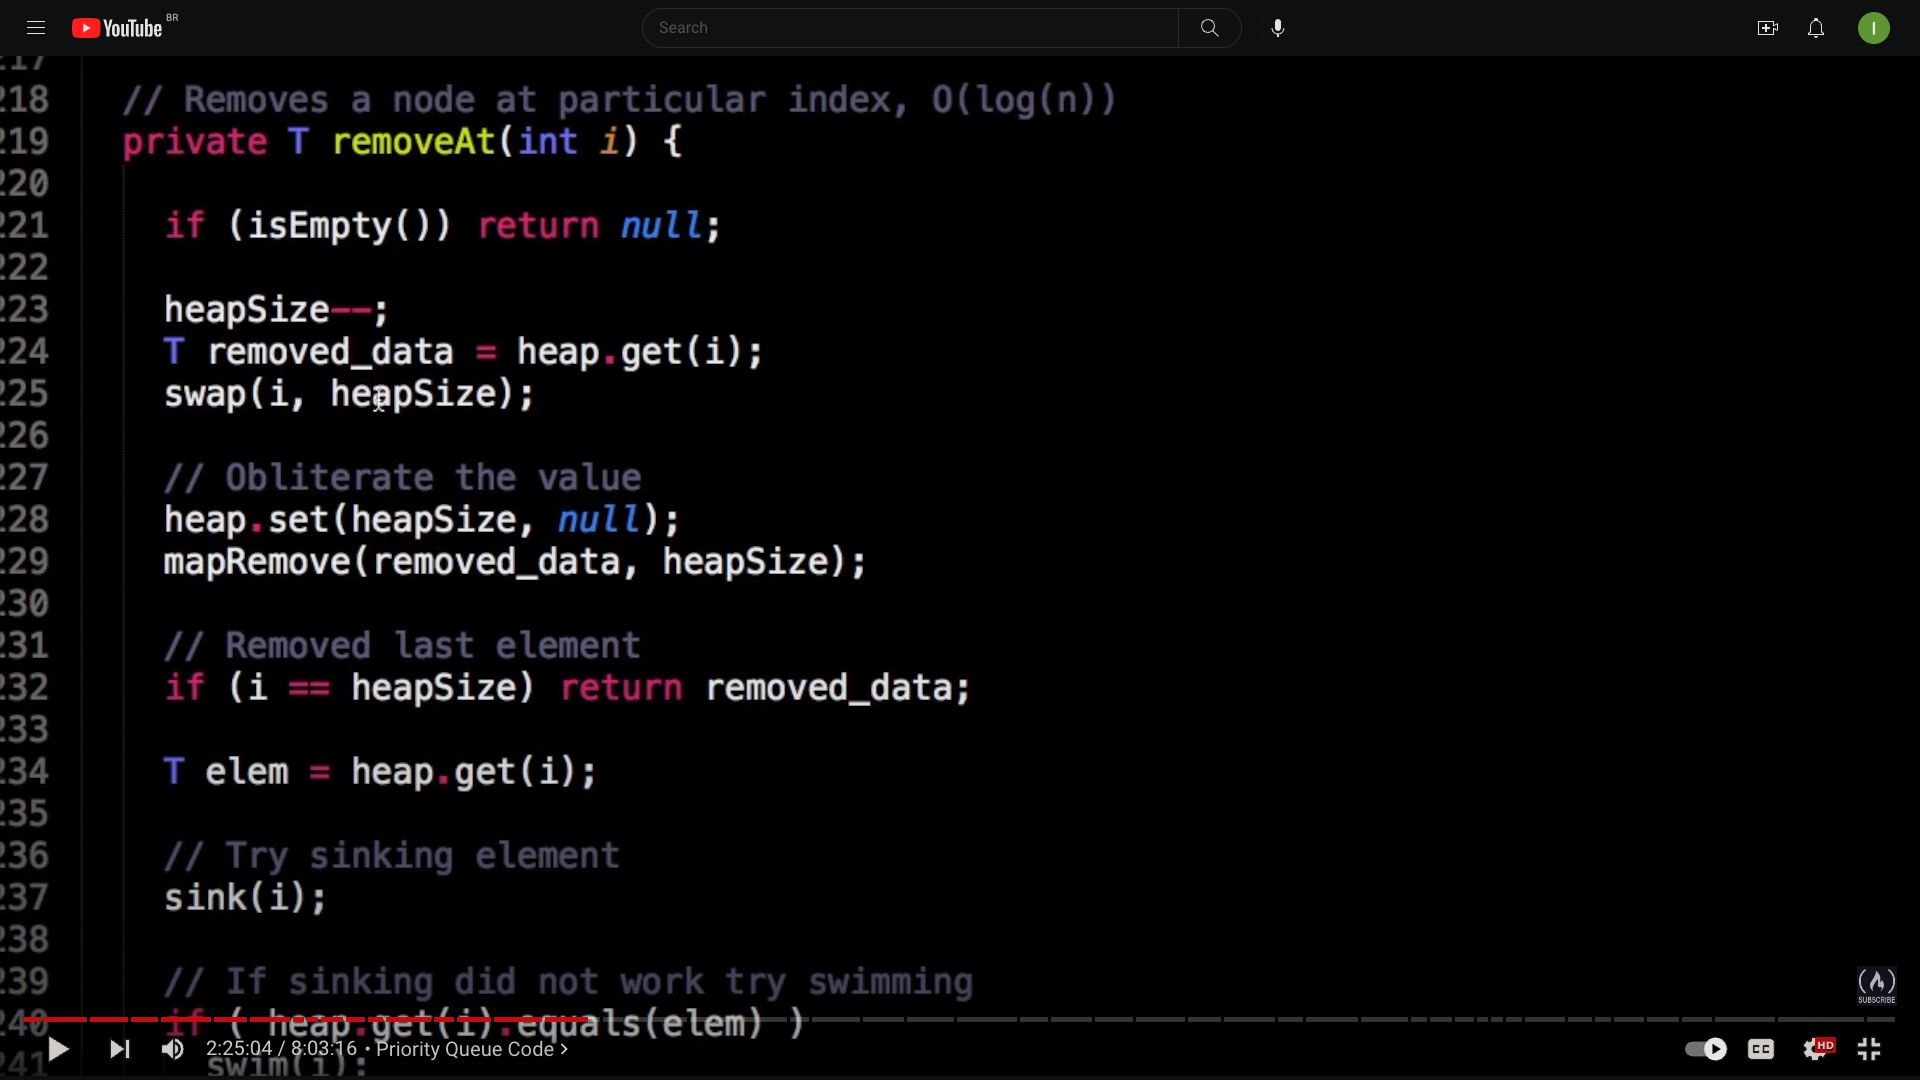 YouTube BR
Search
I
217
218 // Removes a node at particular index, O(log(n))
219 private T removeAt(int i) {
220
221 if (isEmpty()) return null;
222
223 heapSize--;
224 T removed_data = heap.get(i);
225 swap(i, heapSize);
226
227 // Obliterate the value
228 heap.set(heapSize, null);
229 mapRemove(removed_data, heapSize);
230
231 // Removed last element
232 if (i == heapSize) return removed_data;
233
234 T elem = heap.get(i);
235
236 // Try sinking element
237 sink(i);
238
239 // If sinking did not work try swimming
SUBSCRIBE
240 if ( heap.get(i).equals(elem) )
241 swim(i);
2:25:04 / 8:03:16 • Priority Queue Code >
CC
HD